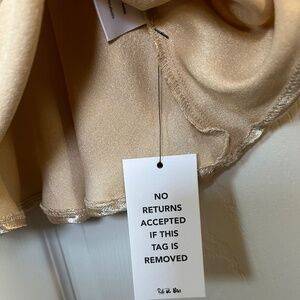 NO
RETURNS
ACCEPTED
IF THIS
TAG IS
REMOVED